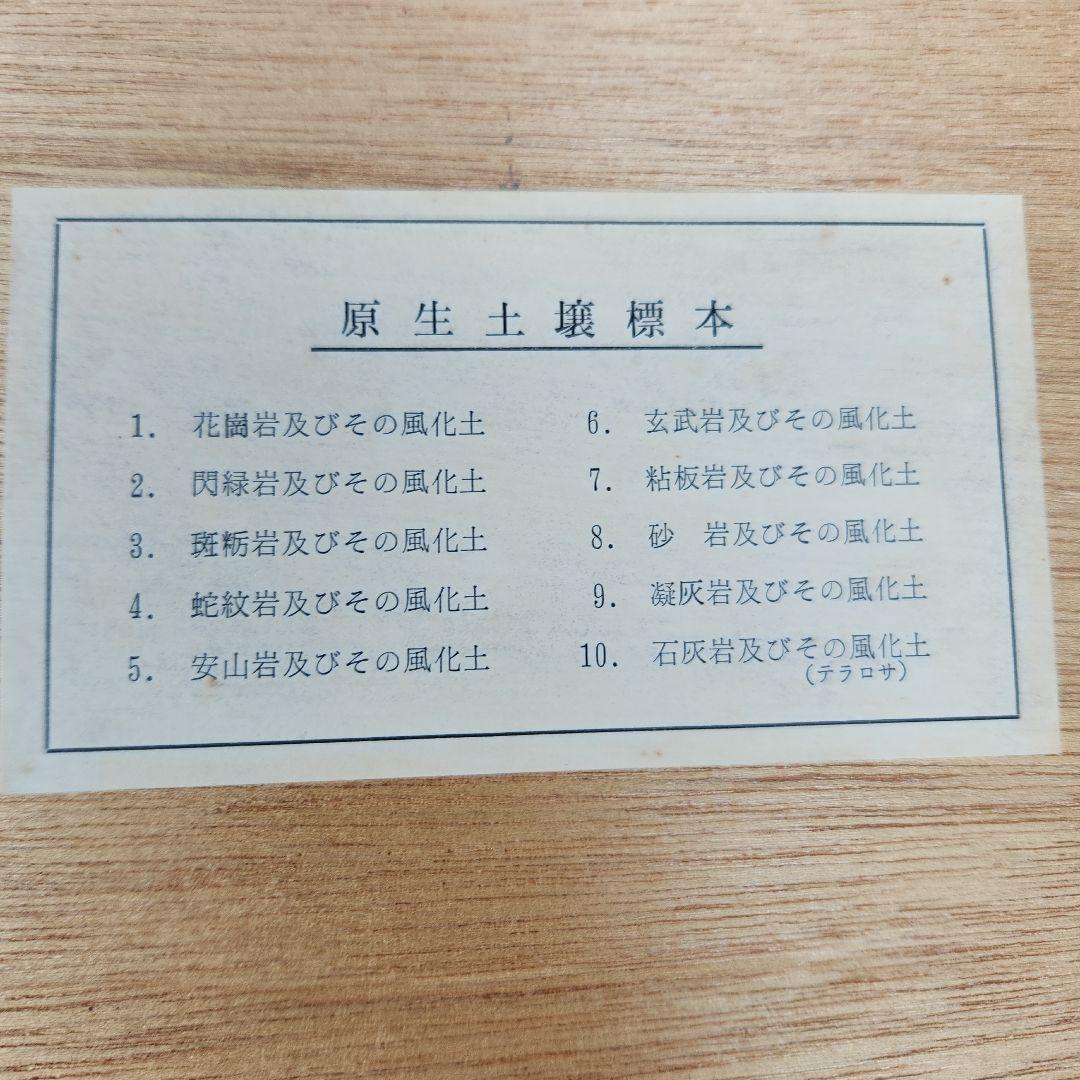 原生土壌標本
1. 花崗岩及びその風化土
2. 閃緑岩及びその風化土
3. 斑粝岩及びその風化土
4. 蛇紋岩及びその風化土
5. 安山岩及びその風化土
6. 玄武岩及びその風化土
7. 粘板岩及びその風化土
8. 砂　岩及びその風化土
9. 凝灰岩及びその風化土
10. 石灰岩及びその風化土
(テラロサ)